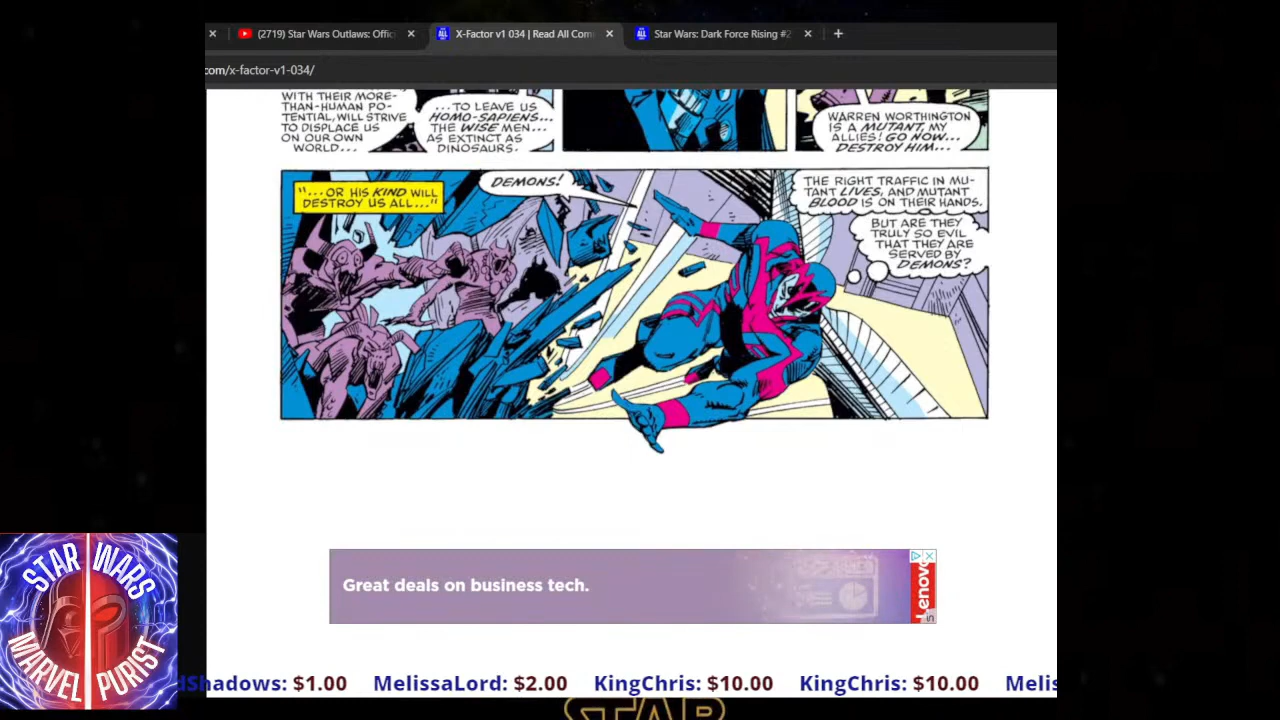 (2719) Star Wars Outlaws: Offic
X-Factor v1 034 | Read All Com
Star Wars: Dark Force Rising #2
com/x-factor-v1-034/
WITH THEIR MORE-
THAN-HUMAN PO-
TENTIAL, WILL STRIVE
TO DISPLACE US
ON OUR OWN
WORLD...
...TO LEAVE US
HOMO-SAPIENS...
THE WISE MEN...
AS EXTINCT AS
DINOSAURS.
WARREN WORTHINGTON
IS A MUTANT, MY
ALLIES! GO NOW...
DESTROY HIM...
"...OR HIS KIND WILL
DESTROY US ALL..."
DEMONS!
THE RIGHT TRAFFIC IN MU-
TANT LIVES, AND MUTANT
BLOOD IS ON THEIR HANDS.
BUT ARE THEY
TRULY SO EVIL
THAT THEY ARE
SERVED BY
DEMONS?
Great deals on business tech.
Lenovo
STAR WARS
MARVEL PURIST
dShadows: $1.00 MelissaLord: $2.00 KingChris: $10.00 KingChris: $10.00 Melis
STAR